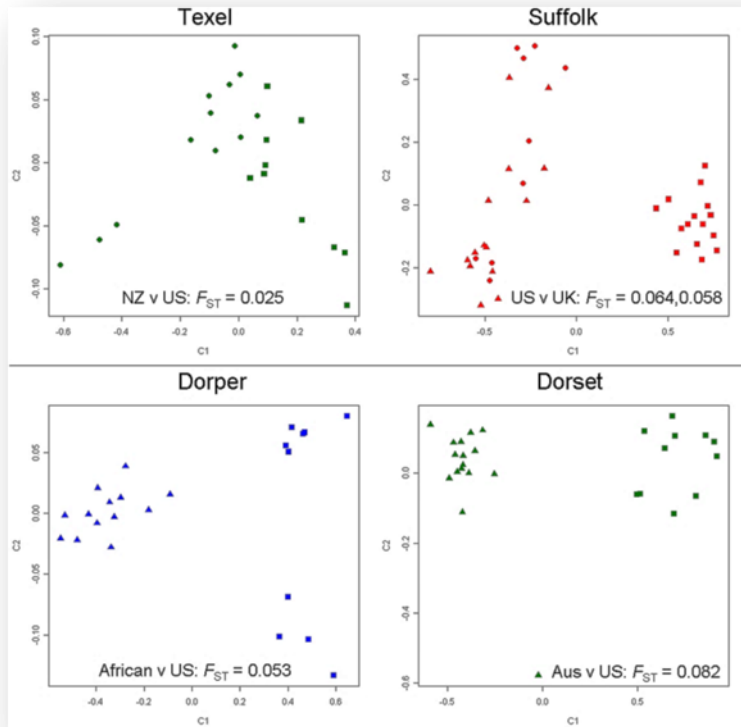 Texel
0.10
0.05
0.00
-0.05
-0.10
C2
NZ v US: FST = 0.025
-0.6 -0.4 -0.2 0.0 0.2 0.4
C1
Suffolk
0.4
0.2
0.0
-0.2
C2
US v UK: FST = 0.064,0.058
-0.5 0.0 0.5
C1
Dorper
0.05
0.00
-0.05
-0.10
C2
African v US: FST = 0.053
-0.4 -0.2 0.0 0.2 0.4 0.6
C1
Dorset
0.0
-0.2
-0.4
-0.6
C2
Aus v US: FST = 0.082
-0.5 0.0 0.5
C1